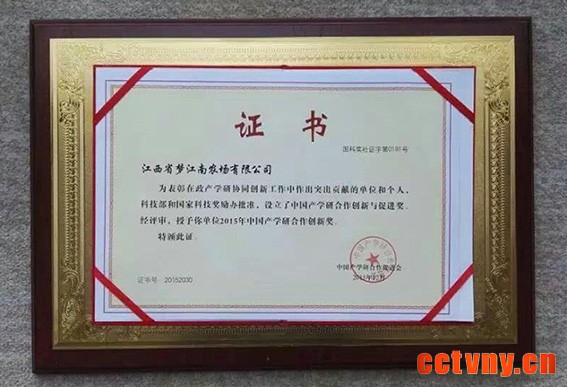 证书
国科奖社证字第0191号
江西省梦江南农场有限公司
为表彰在政产学研协同创新工作中作出突出贡献的单位和个人，
科技部和国家科技奖励办批准，设立了中国产学研合作创新与促进奖。
经评审，授予你单位2015年中国产学研合作创新奖。
特颁此证。
中国产学研合作促进会
证书号 20152030
cctvny.cn